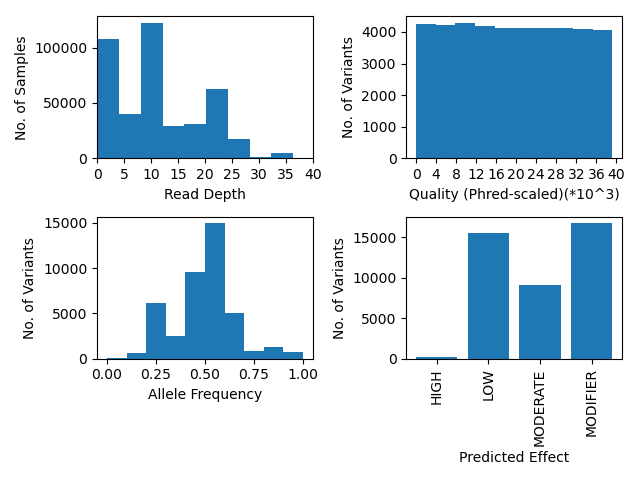 100000
50000
0
No. of Samples
0 5 10 15 20 25 30 35 40
Read Depth
4000
3000
2000
1000
0
No. of Variants
0 4 8 12 16 20 24 28 32 36 40
Quality (Phred-scaled)(*10^3)
15000
10000
5000
0
No. of Variants
0.00 0.25 0.50 0.75 1.00
Allele Frequency
15000
10000
5000
0
No. of Variants
HIGH
LOW
MODERATE
MODIFIER
Predicted Effect